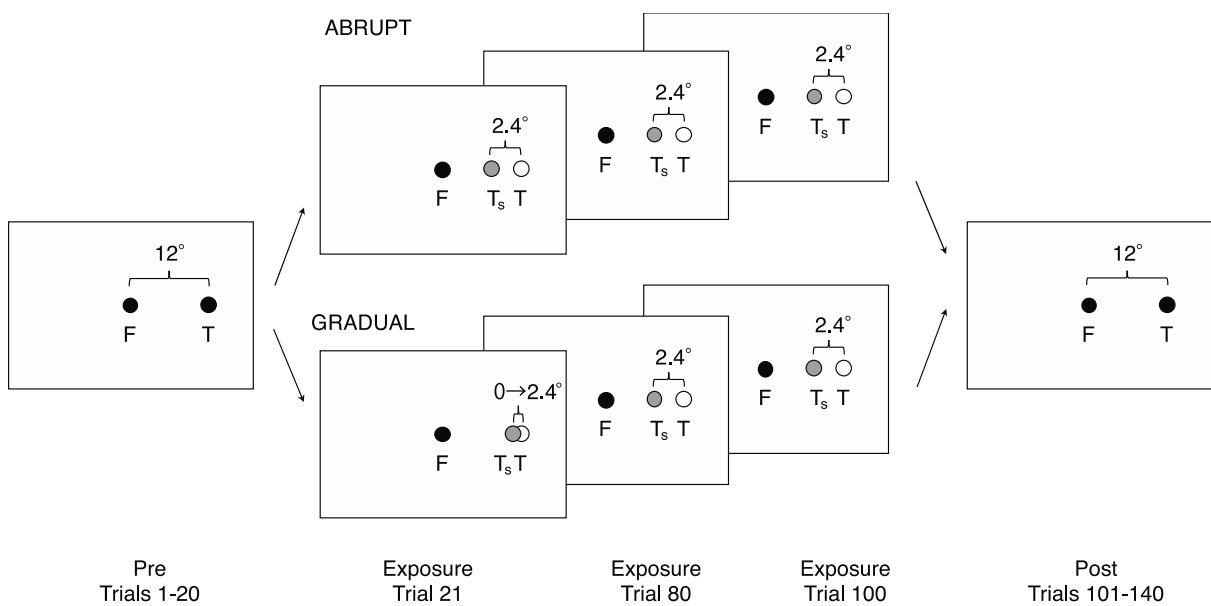 ABRUPT
2.4°
F Tₛ T
2.4°
F Tₛ T
2.4°
F Tₛ T
12°
F T
GRADUAL
0→2.4°
F Tₛ T
2.4°
F Tₛ T
2.4°
F Tₛ T
12°
F T
Pre
Trials 1-20
Exposure
Trial 21
Exposure
Trial 80
Exposure
Trial 100
Post
Trials 101-140